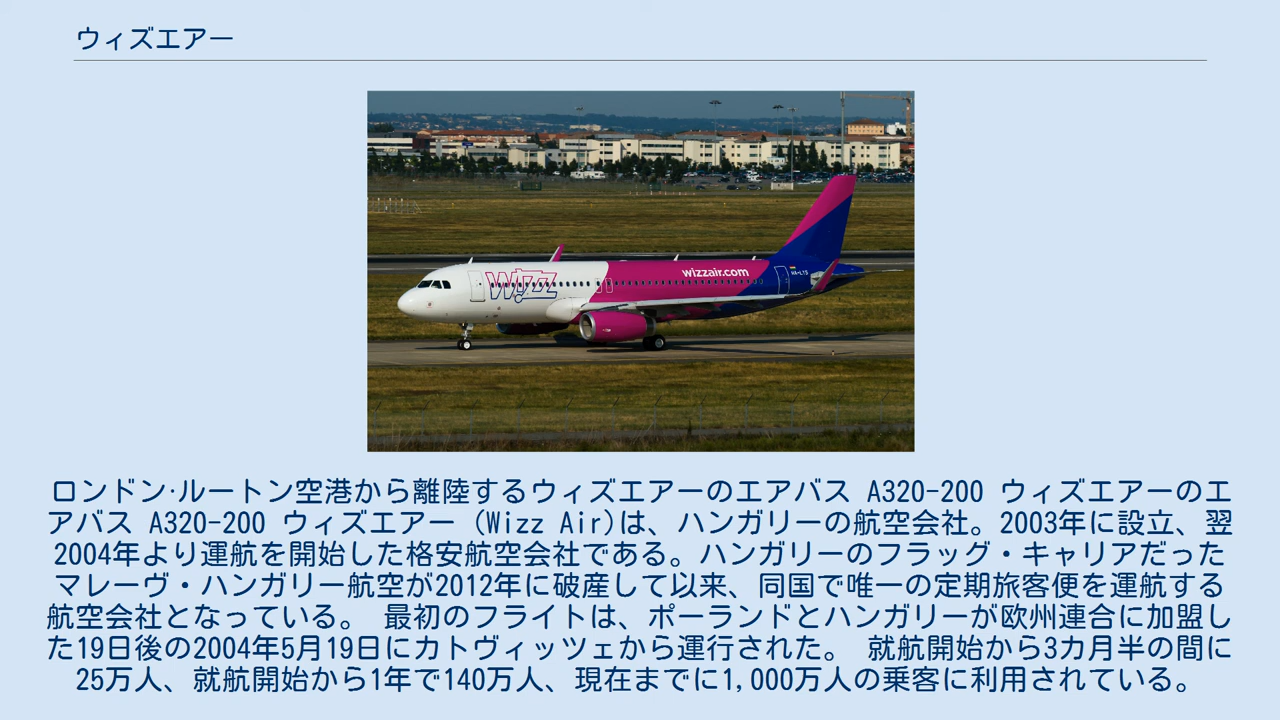 ウィズエアー
Wizz
wizzair.com
ロンドン·ルートン空港から離陸するウィズエアーのエアバス A320-200 ウィズエアーのエ
アバス A320-200 ウィズエアー (Wizz Air)は、ハンガリーの航空会社。2003年に設立、翌
2004年より運航を開始した格安航空会社である。ハンガリーのフラッグ・キャリアだった
マレーヴ・ハンガリー航空が2012年に破産して以来、同国で唯一の定期旅客便を運航する
航空会社となっている。 最初のフライトは、ポーランドとハンガリーが欧州連合に加盟し
た19日後の2004年5月19日にカトヴィッツェから運行された。 就航開始から3カ月半の間に
25万人、就航開始から1年で140万人、現在までに1,000万人の乗客に利用されている。